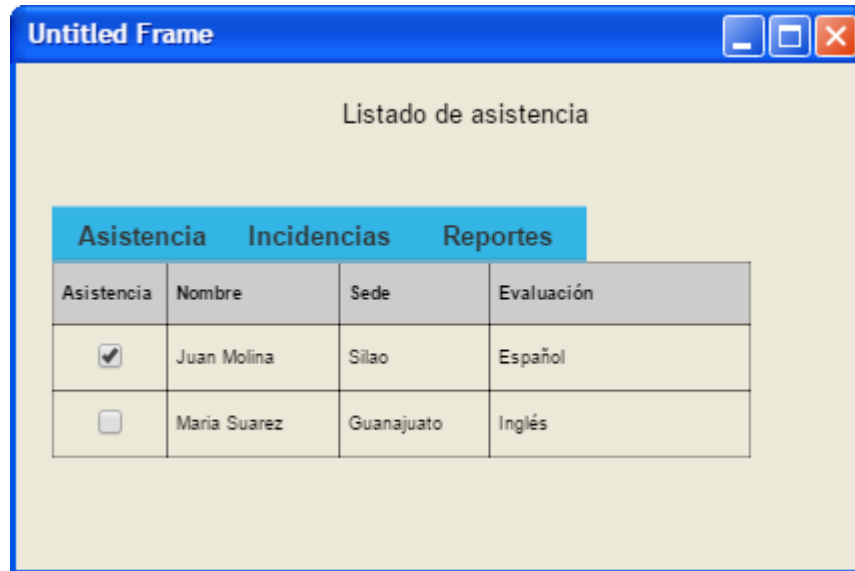 Untitled Frame
Listado de asistencia
Asistencia Incidencias Reportes
Asistencia Nombre Sede Evaluación
Juan Molina Silao Español
Maria Suarez Guanajuato Inglés